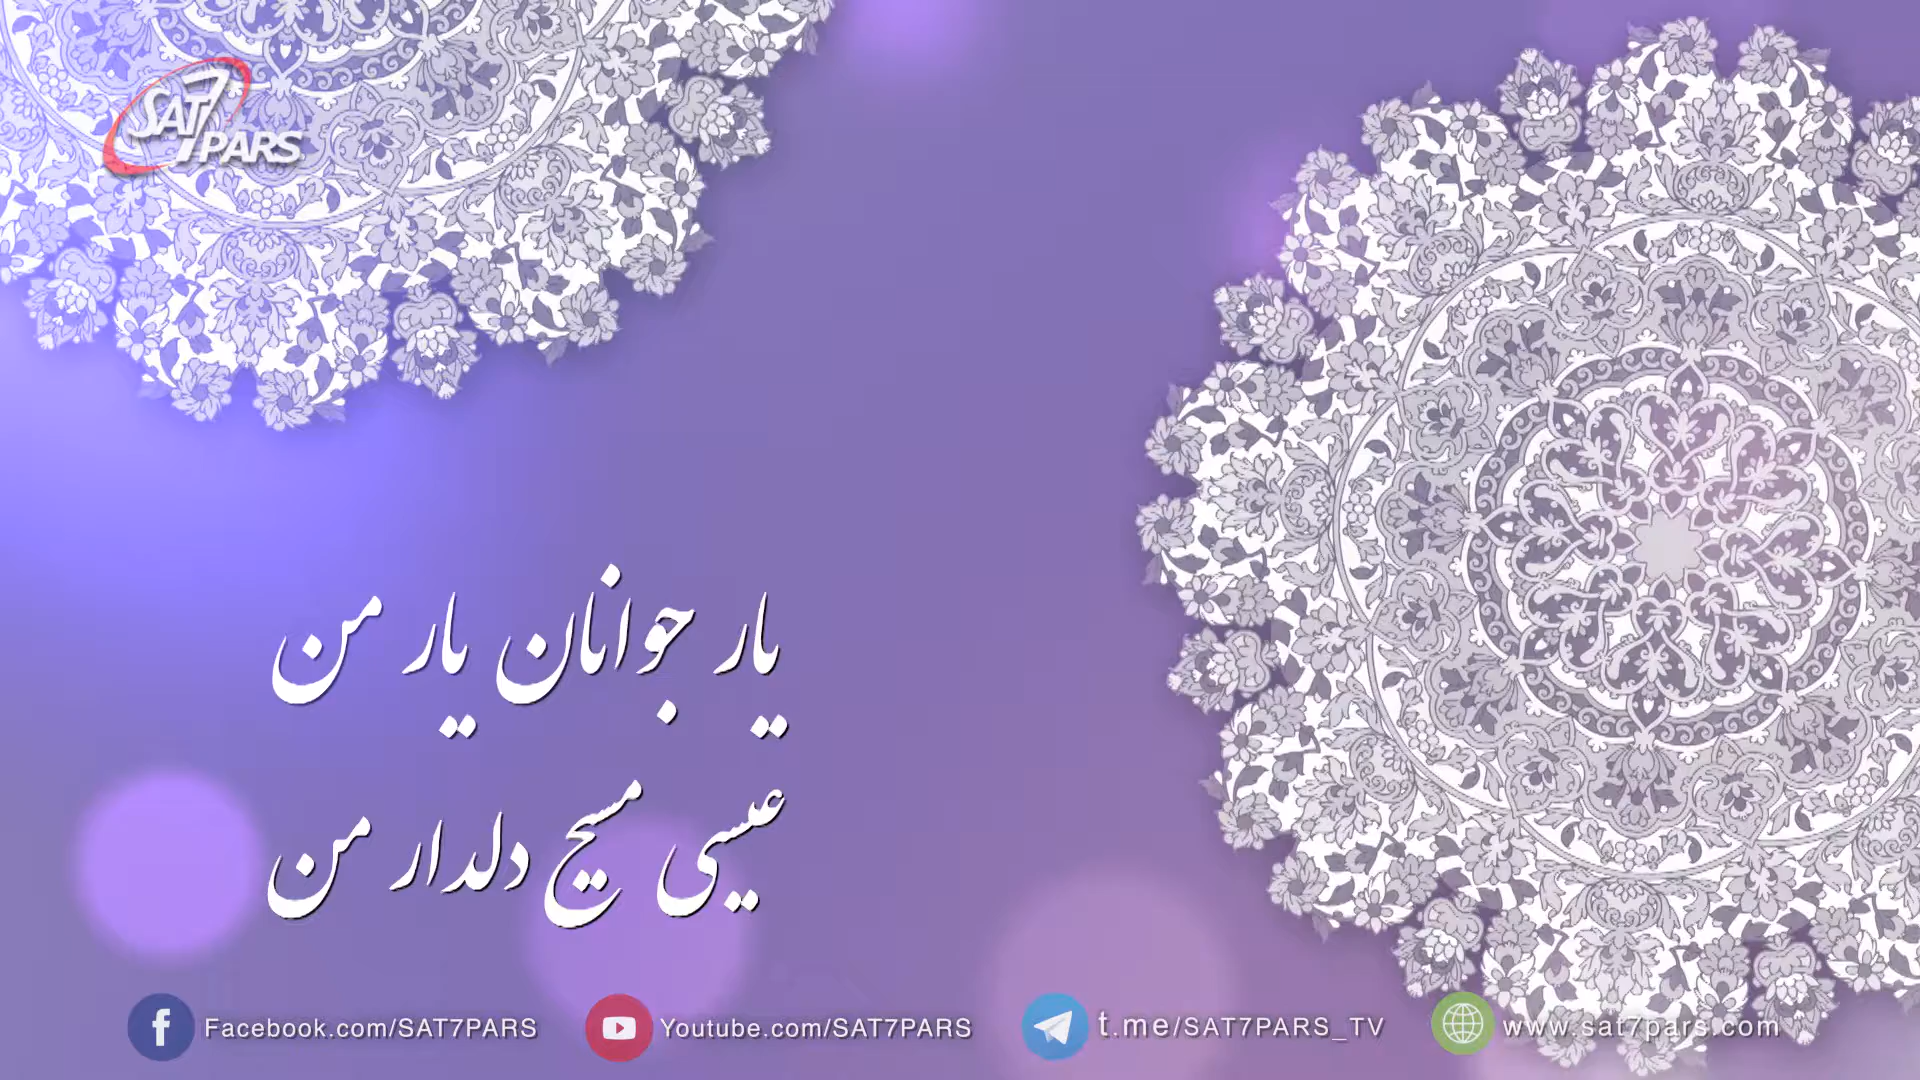 SAT7 PARS
یار جوانان یار من
عیسی مسیح دلدار من
Facebook.com/SAT7PARS
Youtube.com/SAT7PARS
t.me/SAT7PARS_TV
www.sat7pars.com